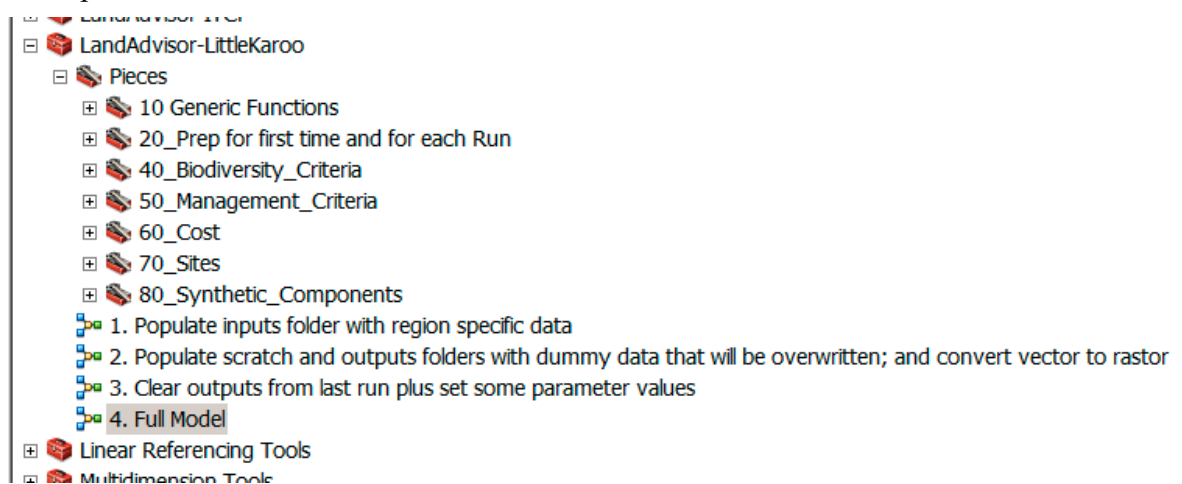 LandAdvisor-LittleKaroo
Pieces
10 Generic Functions
20_Prep for first time and for each Run
40_Biodiversity_Criteria
50_Management_Criteria
60_Cost
70_Sites
80_Synthetic_Components
1. Populate inputs folder with region specific data
2. Populate scratch and outputs folders with dummy data that will be overwritten; and convert vector to rastor
3. Clear outputs from last run plus set some parameter values
4. Full Model
Linear Referencing Tools
Multidimension Tools